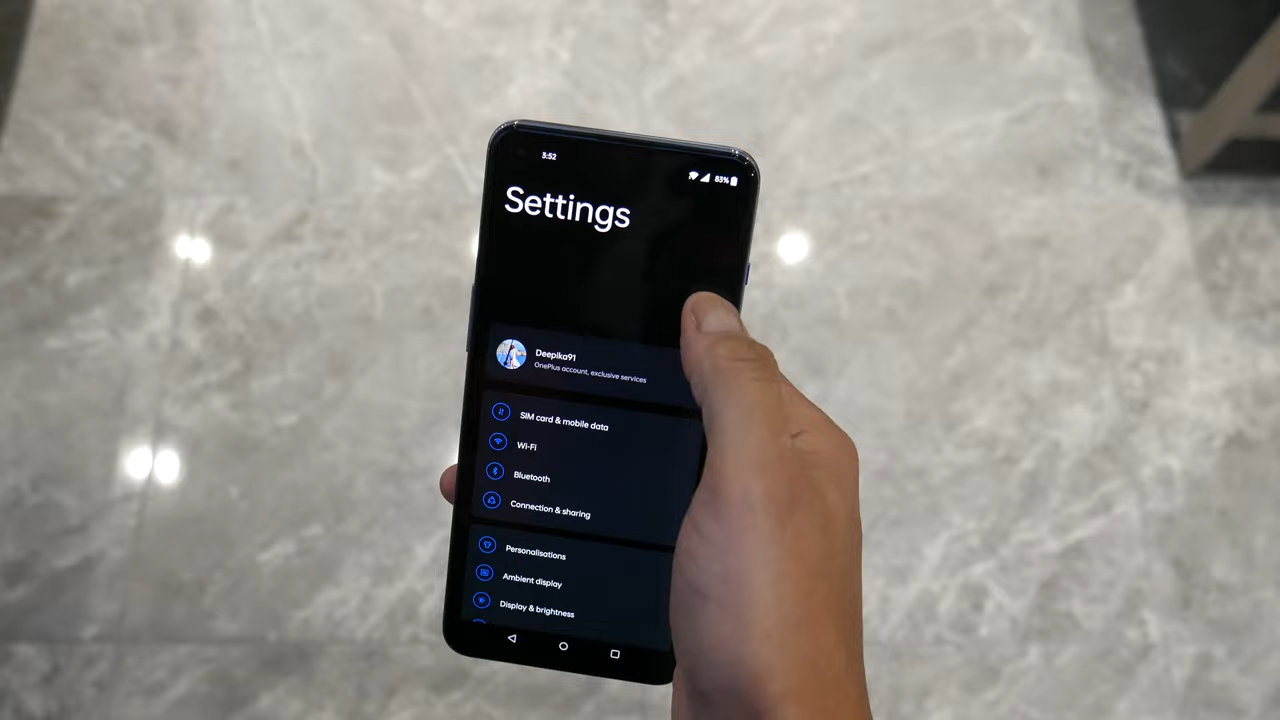 3:52
83%
Settings
Deepika91
OnePlus account, exclusive services
SIM card & mobile data
Wi-Fi
Bluetooth
Connection & sharing
Personalisations
Ambient display
Display & brightness